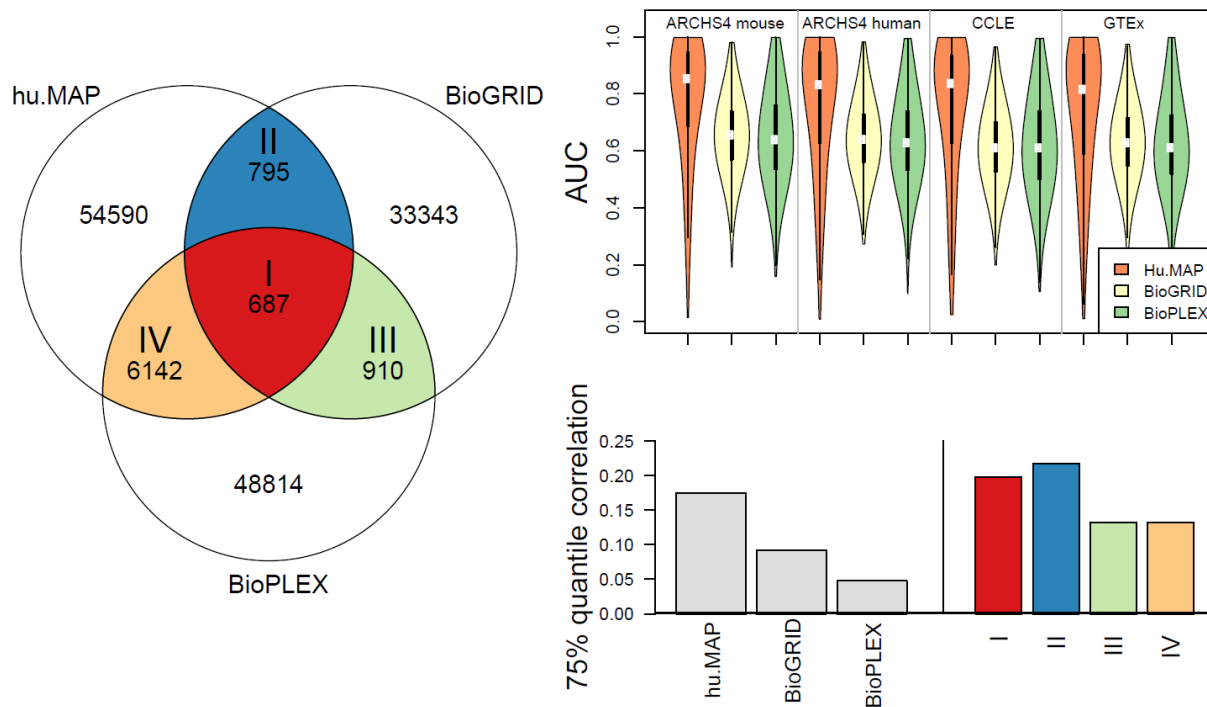 hu.MAP
BioGRID
II
795
54590
33343
I
687
IV
6142
III
910
48814
BioPLEX
ARCHS4 mouse
ARCHS4 human
CCLE
GTEx
AUC
1.0
0.8
0.6
0.4
0.2
0.0
Hu.MAP
BioGRID
BioPLEX
75% quantile correlation
0.25
0.20
0.15
0.10
0.05
0.00
hu.MAP
BioGRID
BioPLEX
I
II
III
IV